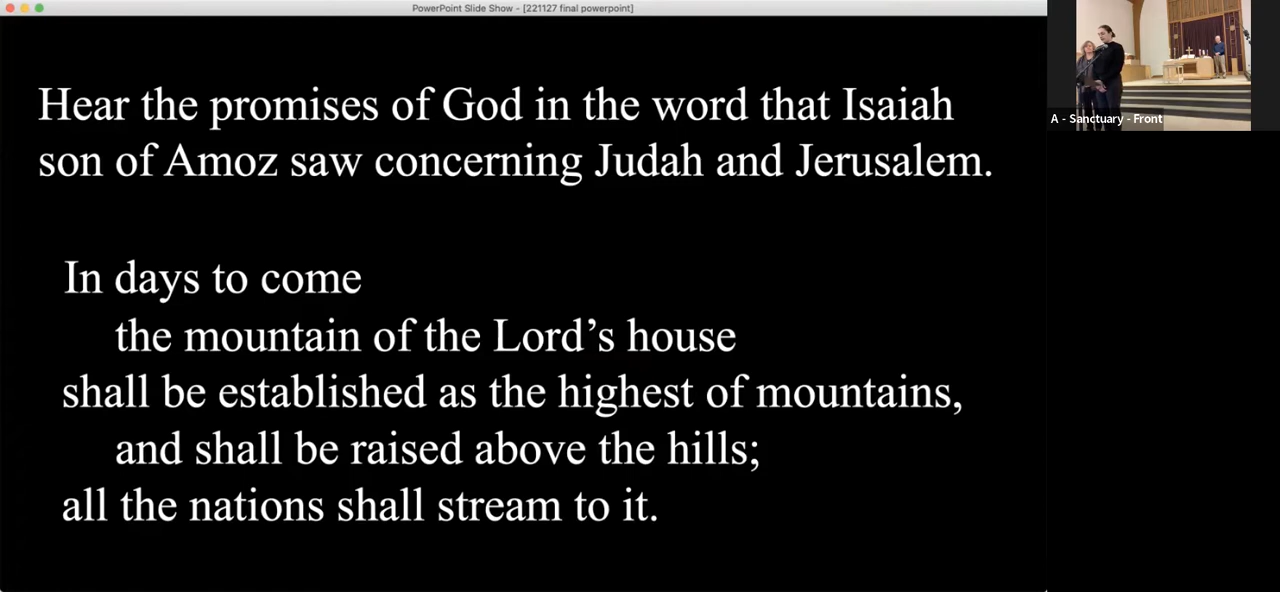 PowerPoint Slide Show - [221127 final powerpoint]
Hear the promises of God in the word that Isaiah
son of Amoz saw concerning Judah and Jerusalem.
In days to come
the mountain of the Lord’s house
shall be established as the highest of mountains,
and shall be raised above the hills;
all the nations shall stream to it.
A - Sanctuary - Front